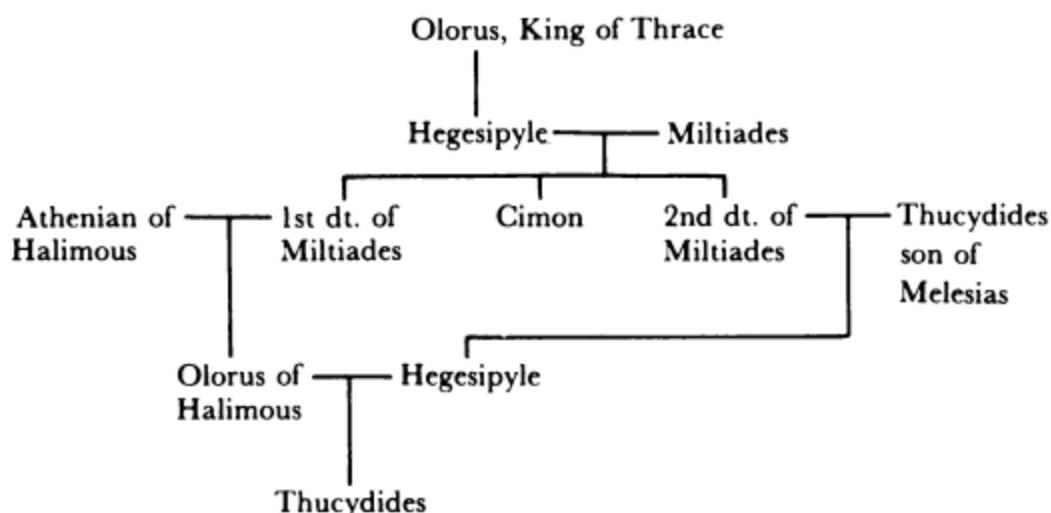 Olorus, King of Thrace
Hegesipyle
Miltiades
Athenian of
Halimous
1st dt. of
Miltiades
Cimon
2nd dt. of
Miltiades
Thucydides
son of
Melesias
Olorus of
Halimous
Hegesipyle
Thucydides